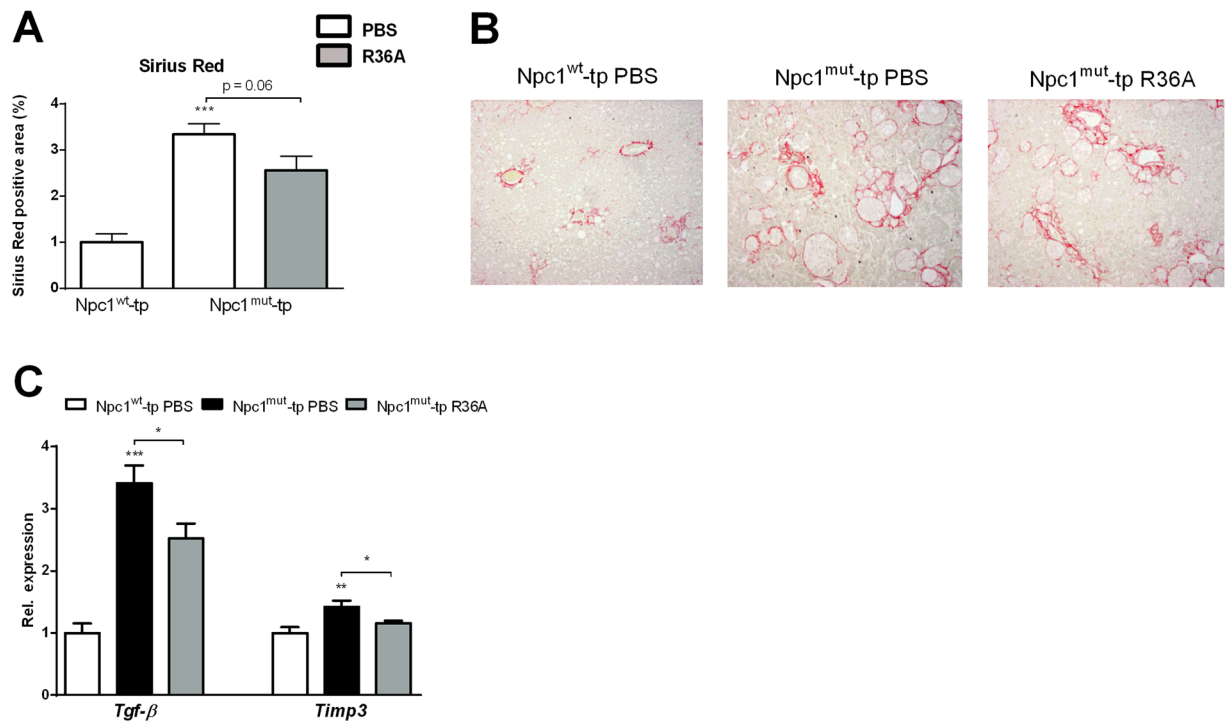 A
PBS
R36A
Sirius Red
p = 0.06
***
Sirius Red positive area (%)
4
3
2
1
0
Npc1wt-tp
Npc1mut-tp
B
Npc1wt-tp PBS
Npc1mut-tp PBS
Npc1mut-tp R36A
C
Npc1wt-tp PBS Npc1mut-tp PBS Npc1mut-tp R36A
Rel. expression
4
3
2
1
0
*
***
*
**
Tgf-β
Timp3